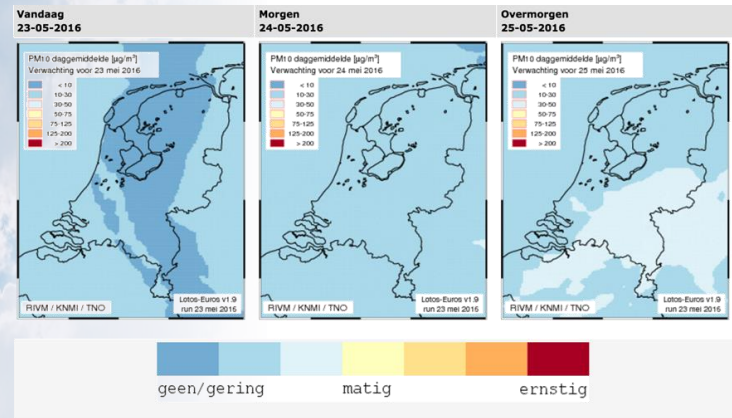 Vandaag
23-05-2016
Morgen
24-05-2016
Overmorgen
25-05-2016
PM10 daggemiddelde [µg/m³]
Verwachting voor 23 mei 2016
< 10
10-30
30-50
50-75
75-125
125-200
> 200
RIVM / KNMI / TNO
Lotos-Euros v1.9
run 23 mei 2016
PM10 daggemiddelde [µg/m³]
Verwachting voor 24 mei 2016
< 10
10-30
30-50
50-75
75-125
125-200
> 200
RIVM / KNMI / TNO
Lotos-Euros v1.9
run 23 mei 2016
PM10 daggemiddelde [µg/m³]
Verwachting voor 25 mei 2016
< 10
10-30
30-50
50-75
75-125
125-200
> 200
RIVM / KNMI / TNO
Lotos-Euros v1.9
run 23 mei 2016
geen/gering matig ernstig